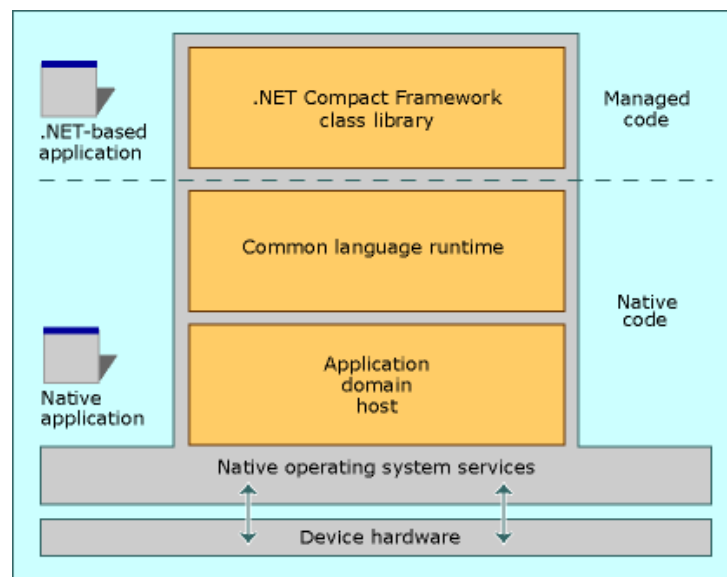 .NET Compact Framework
class library
.NET-based
application
Managed
code
Common language runtime
Native
code
Application
domain
host
Native
application
Native operating system services
Device hardware